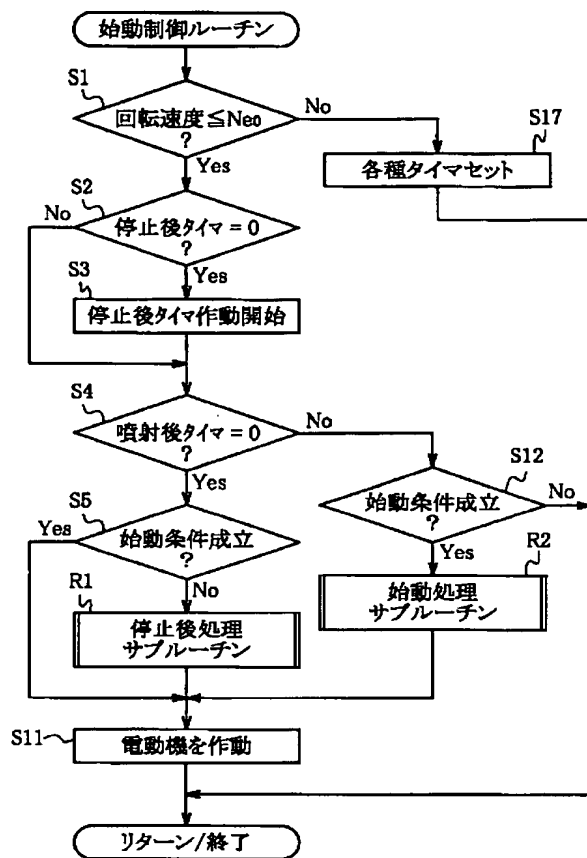 始動制御ルーチン
S1
回転速度≦Ne0
?
No
Yes
S17
各種タイマセット
S2
No
停止後タイマ=0
?
Yes
S3
停止後タイマ作動開始
S4
噴射後タイマ=0
?
No
Yes
S12
始動条件成立
?
No
Yes
S5
Yes
始動条件成立
?
No
R1
停止後処理
サブルーチン
R2
始動処理
サブルーチン
S11
電動機を作動
リターン/終了